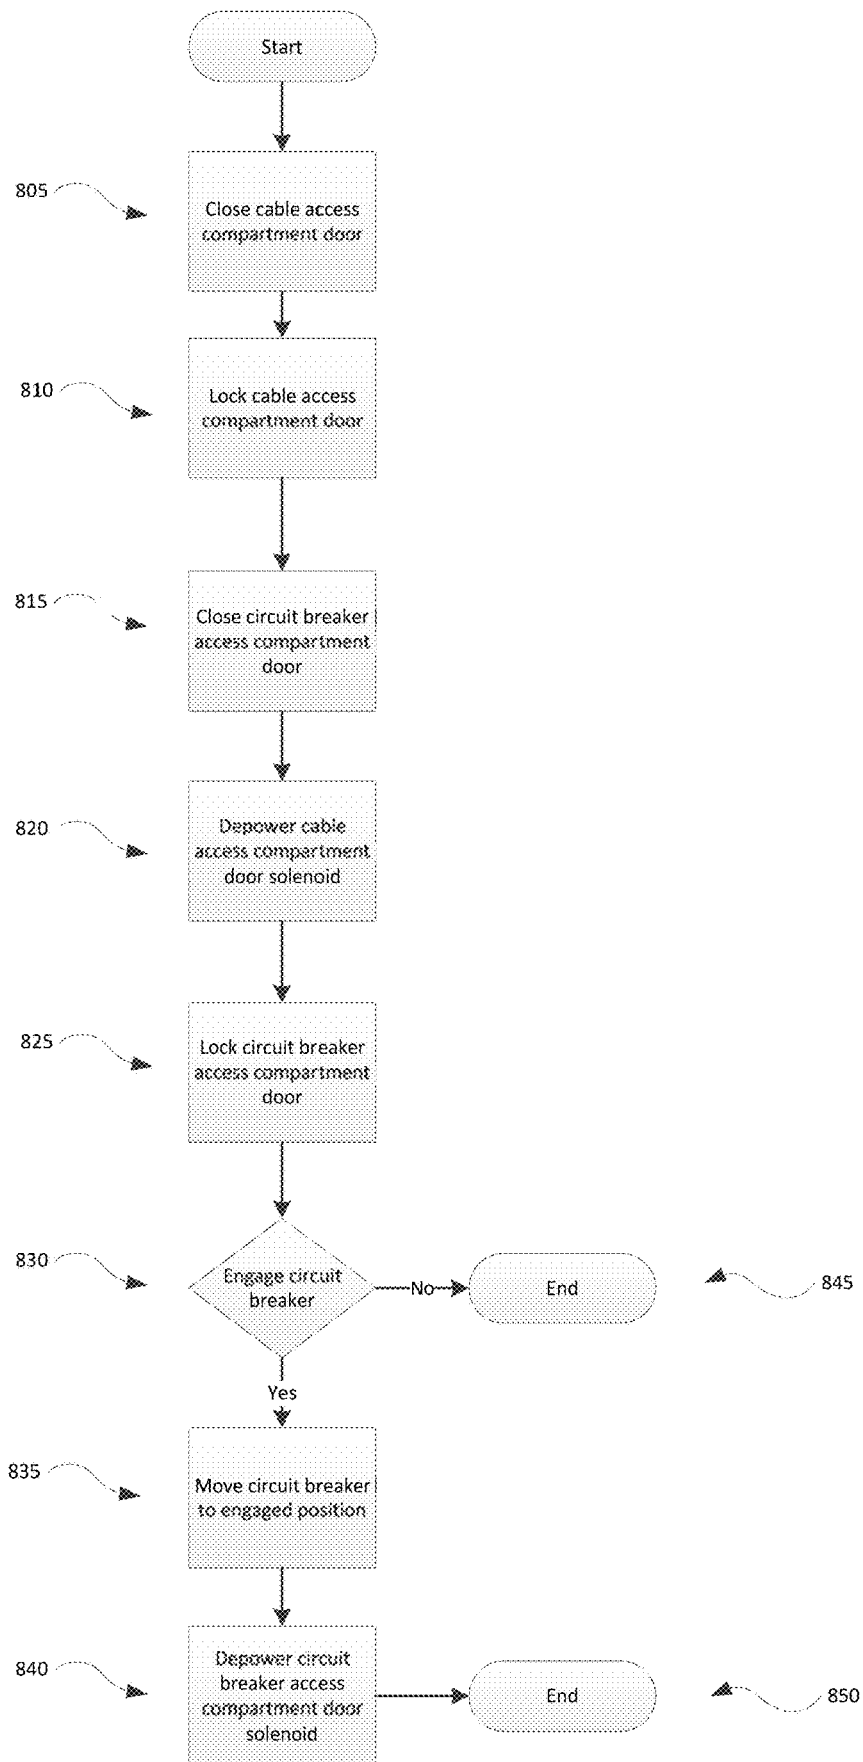 Start
805
Close cable access
compartment door
810
Lock cable access
compartment door
815
Close circuit breaker
access compartment
door
820
Depower cable
access compartment
door solenoid
825
Lock circuit breaker
access compartment
door
830
Engage circuit
breaker
No
End
845
Yes
835
Move circuit breaker
to engaged position
840
Depower circuit
breaker access
compartment door
solenoid
End
850